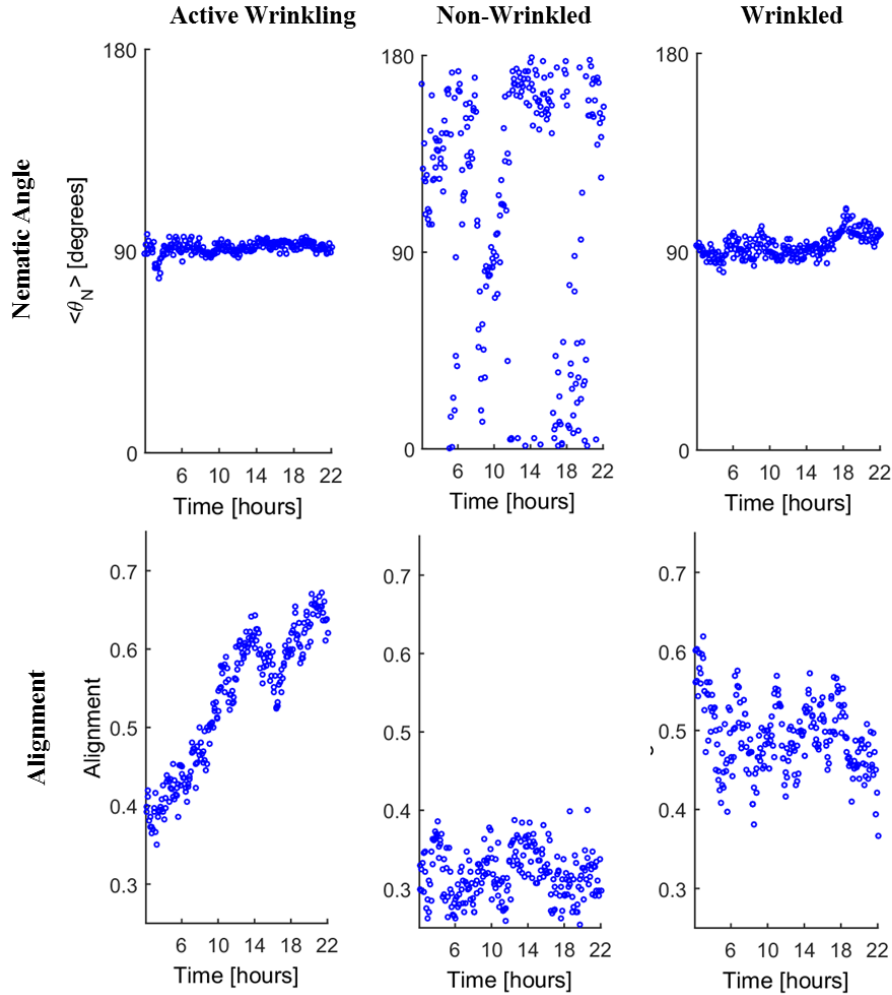 Active Wrinkling Non-Wrinkled Wrinkled
Nematic Angle
<θ_N> [degrees]
180
90
0
6 10 14 18 22
Time [hours]
180
90
0
6 10 14 18 22
Time [hours]
180
90
0
6 10 14 18 22
Time [hours]
Alignment
Alignment
0.7
0.6
0.5
0.4
0.3
6 10 14 18 22
Time [hours]
0.7
0.6
0.5
0.4
0.3
6 10 14 18 22
Time [hours]
0.7
0.6
0.5
0.4
0.3
6 10 14 18 22
Time [hours]